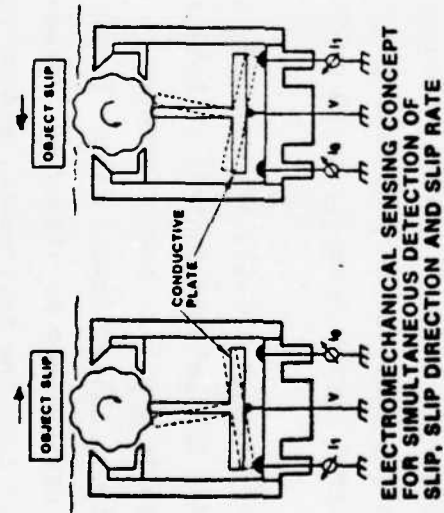 OBJECT SLIP
OBJECT SLIP
CONDUCTIVE
PLATE
i₁ V i₀
i₀ V i₁
ELECTROMECHANICAL SENSING CONCEPT
FOR SIMULTANEOUS DETECTION OF
SLIP, SLIP DIRECTION AND SLIP RATE